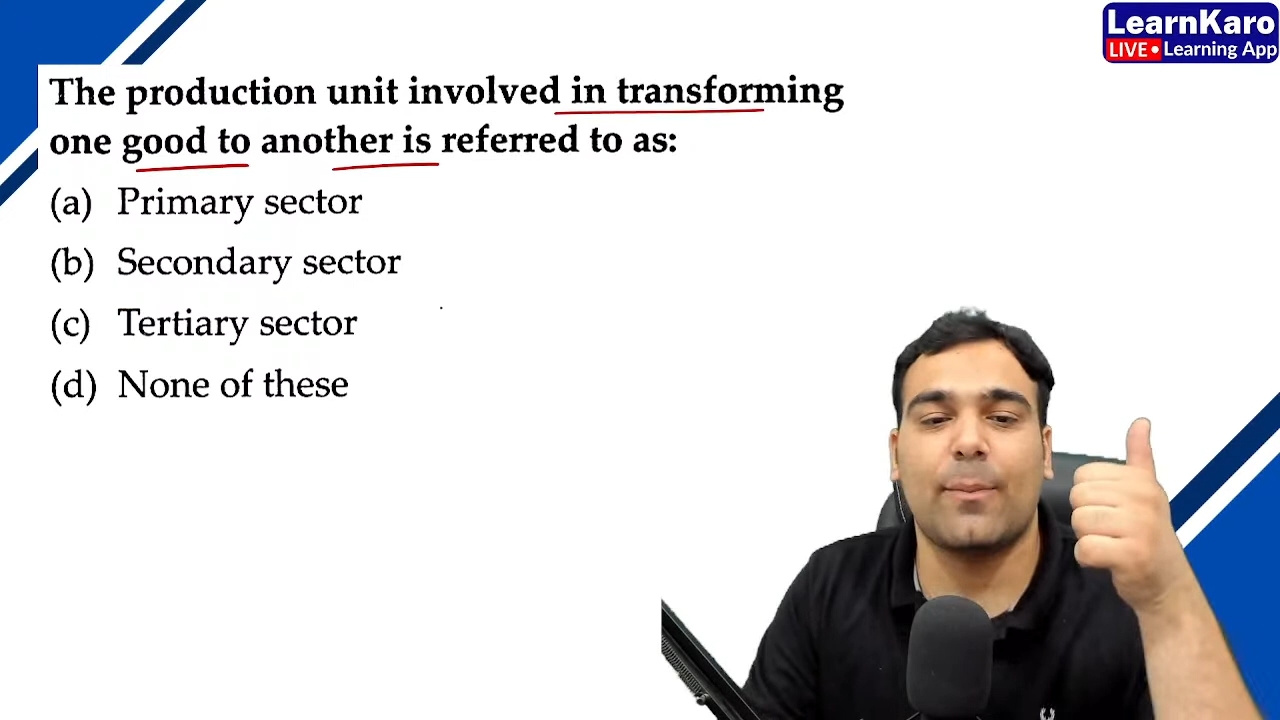 LearnKaro
LIVE • Learning App
The production unit involved in transforming
one good to another is referred to as:
(a) Primary sector
(b) Secondary sector
(c) Tertiary sector
(d) None of these